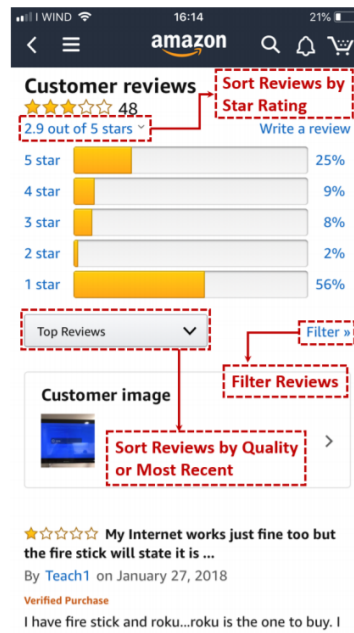 I WIND 16:14 21%
amazon
Customer reviews
48
Sort Reviews by
Star Rating
2.9 out of 5 stars
Write a review
5 star 25%
4 star 9%
3 star 8%
2 star 2%
1 star 56%
Top Reviews
Filter »
Filter Reviews
Customer image
Sort Reviews by Quality
or Most Recent
My Internet works just fine too but
the fire stick will state it is ...
By Teach1 on January 27, 2018
Verified Purchase
I have fire stick and roku...roku is the one to buy. I